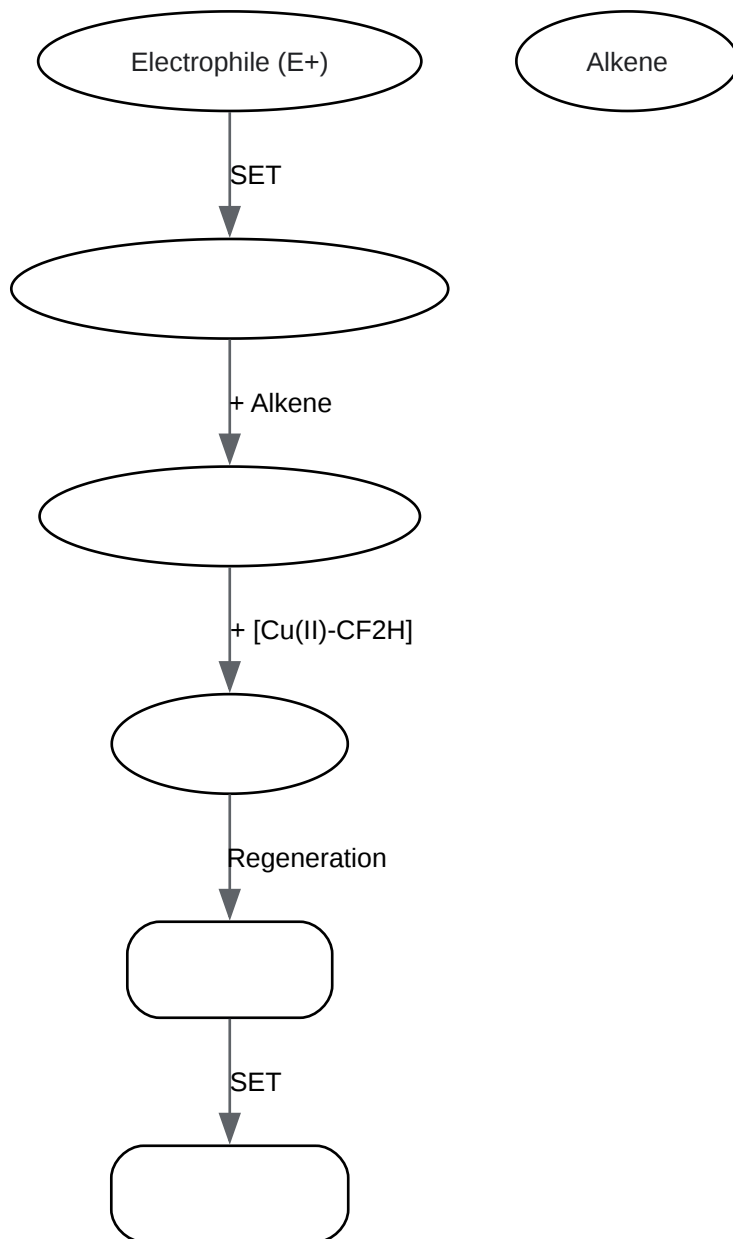 Electrophile (E+)
Alkene
SET
+ Alkene
+ [Cu(II)-CF2H]
Regeneration
SET